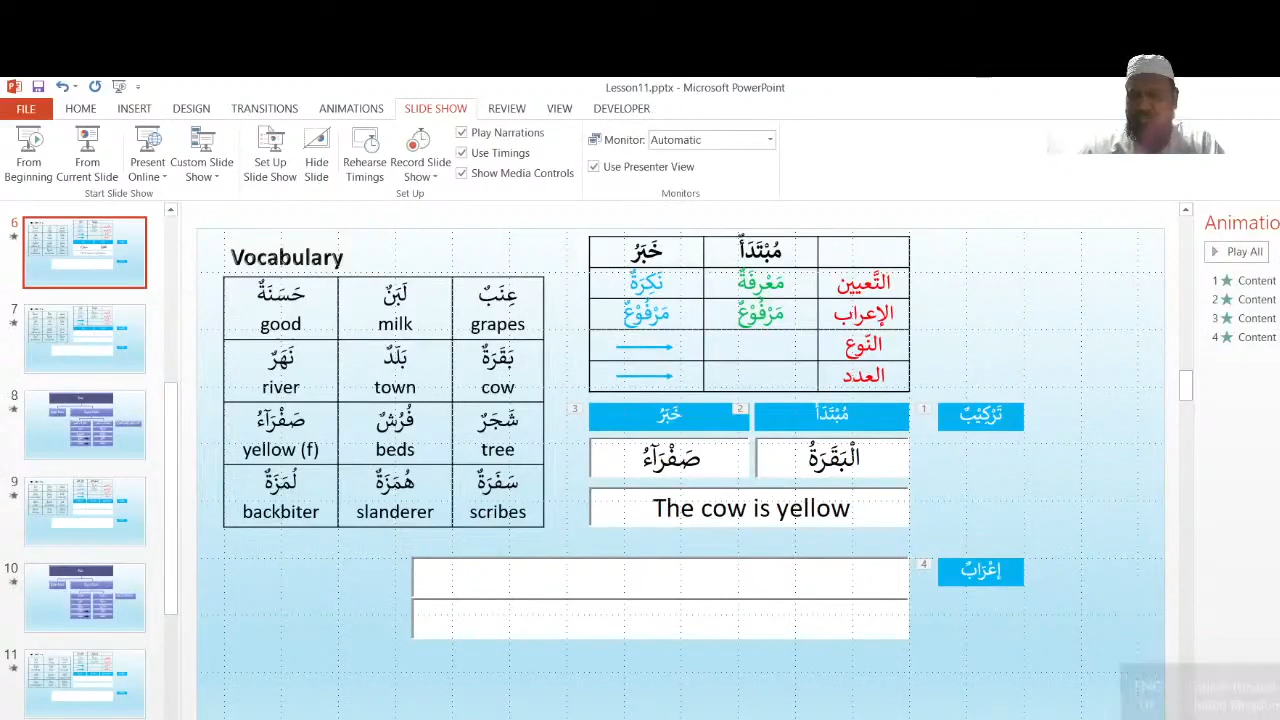 Lesson11.pptx - Microsoft PowerPoint
FILE HOME INSERT DESIGN TRANSITIONS ANIMATIONS SLIDE SHOW REVIEW VIEW DEVELOPER
From Beginning
From Current Slide
Present Online
Custom Slide Show
Start Slide Show
Set Up Slide Show
Hide Slide
Rehearse Timings
Record Slide Show
Play Narrations
Use Timings
Show Media Controls
Set Up
Monitor: Automatic
Use Presenter View
Monitors
6
7
8
9
10
11
Vocabulary
عِنَبٌ لَبَنٌ حَسَنَةٌ
good milk grapes
بَقَرَةٌ بَلَدٌ نَهَرٌ
river town cow
شَجَرٌ فُرُشٌ صَفْرَآءُ
yellow (f) beds tree
سَفَرَةٌ هُمَزَةٌ لُمَزَةٌ
backbiter slanderer scribes
مُبْتَدَأٌ خَبَرُ
التَّعيين مَعْرِفَةٌ نَكِرَةٌ
الإعراب مَرْفُوْعٌ مَرْفُوْعٌ
النّوع
العدد
1 تَرْكِيْبٌ
2 مُبْتَدَأٌ
3 خَبَرُ
الْبَقَرَةُ صَفْرَآءُ
The cow is yellow
4 إِعْرَابٌ
Animatio
Play All
1 Content
2 Content
3 Content
4 Content